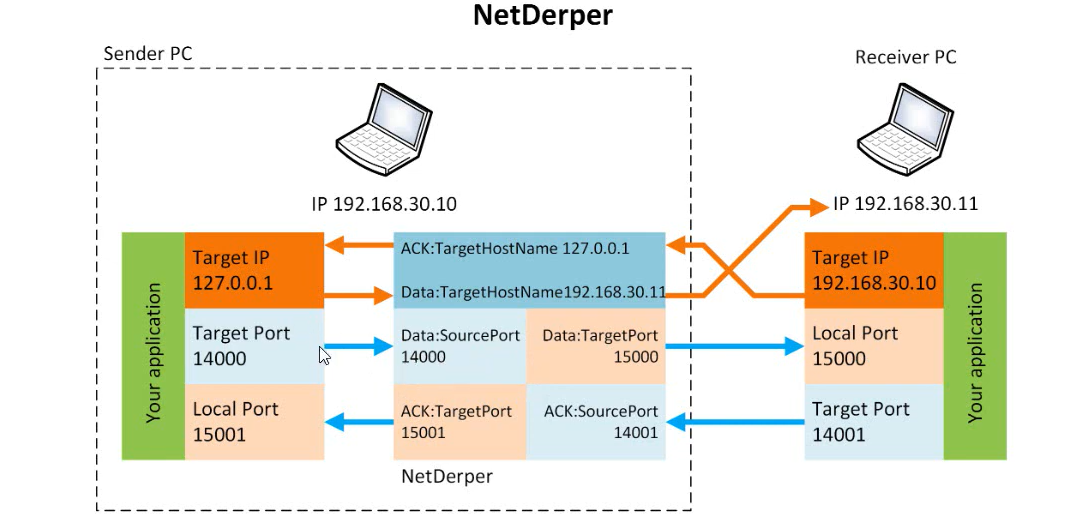 NetDerper
Sender PC
Receiver PC
IP 192.168.30.10
IP 192.168.30.11
Your application
Target IP
127.0.0.1
Target Port
14000
Local Port
15001
ACK:TargetHostName 127.0.0.1
Data:TargetHostName192.168.30.11
Data:SourcePort
14000
Data:TargetPort
15000
ACK:TargetPort
15001
ACK:SourcePort
14001
NetDerper
Target IP
192.168.30.10
Local Port
15000
Target Port
14001
Your application